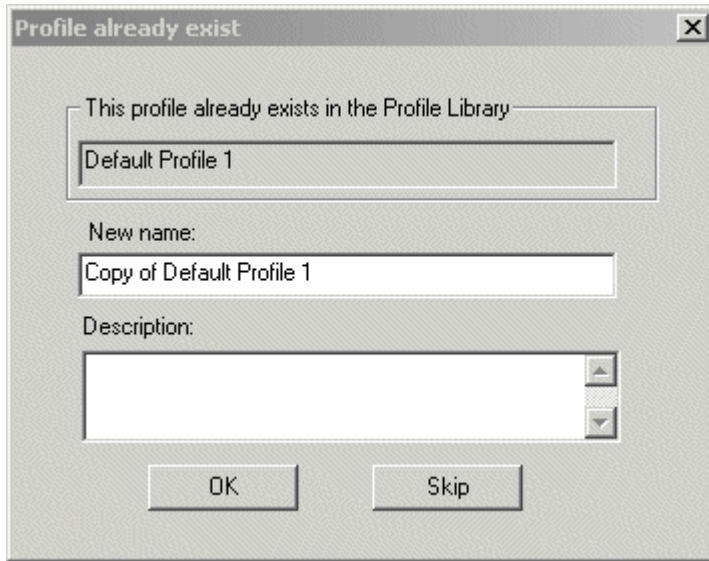 Profile already exist
This profile already exists in the Profile Library
Default Profile 1
New name:
Copy of Default Profile 1
Description:
OK Skip